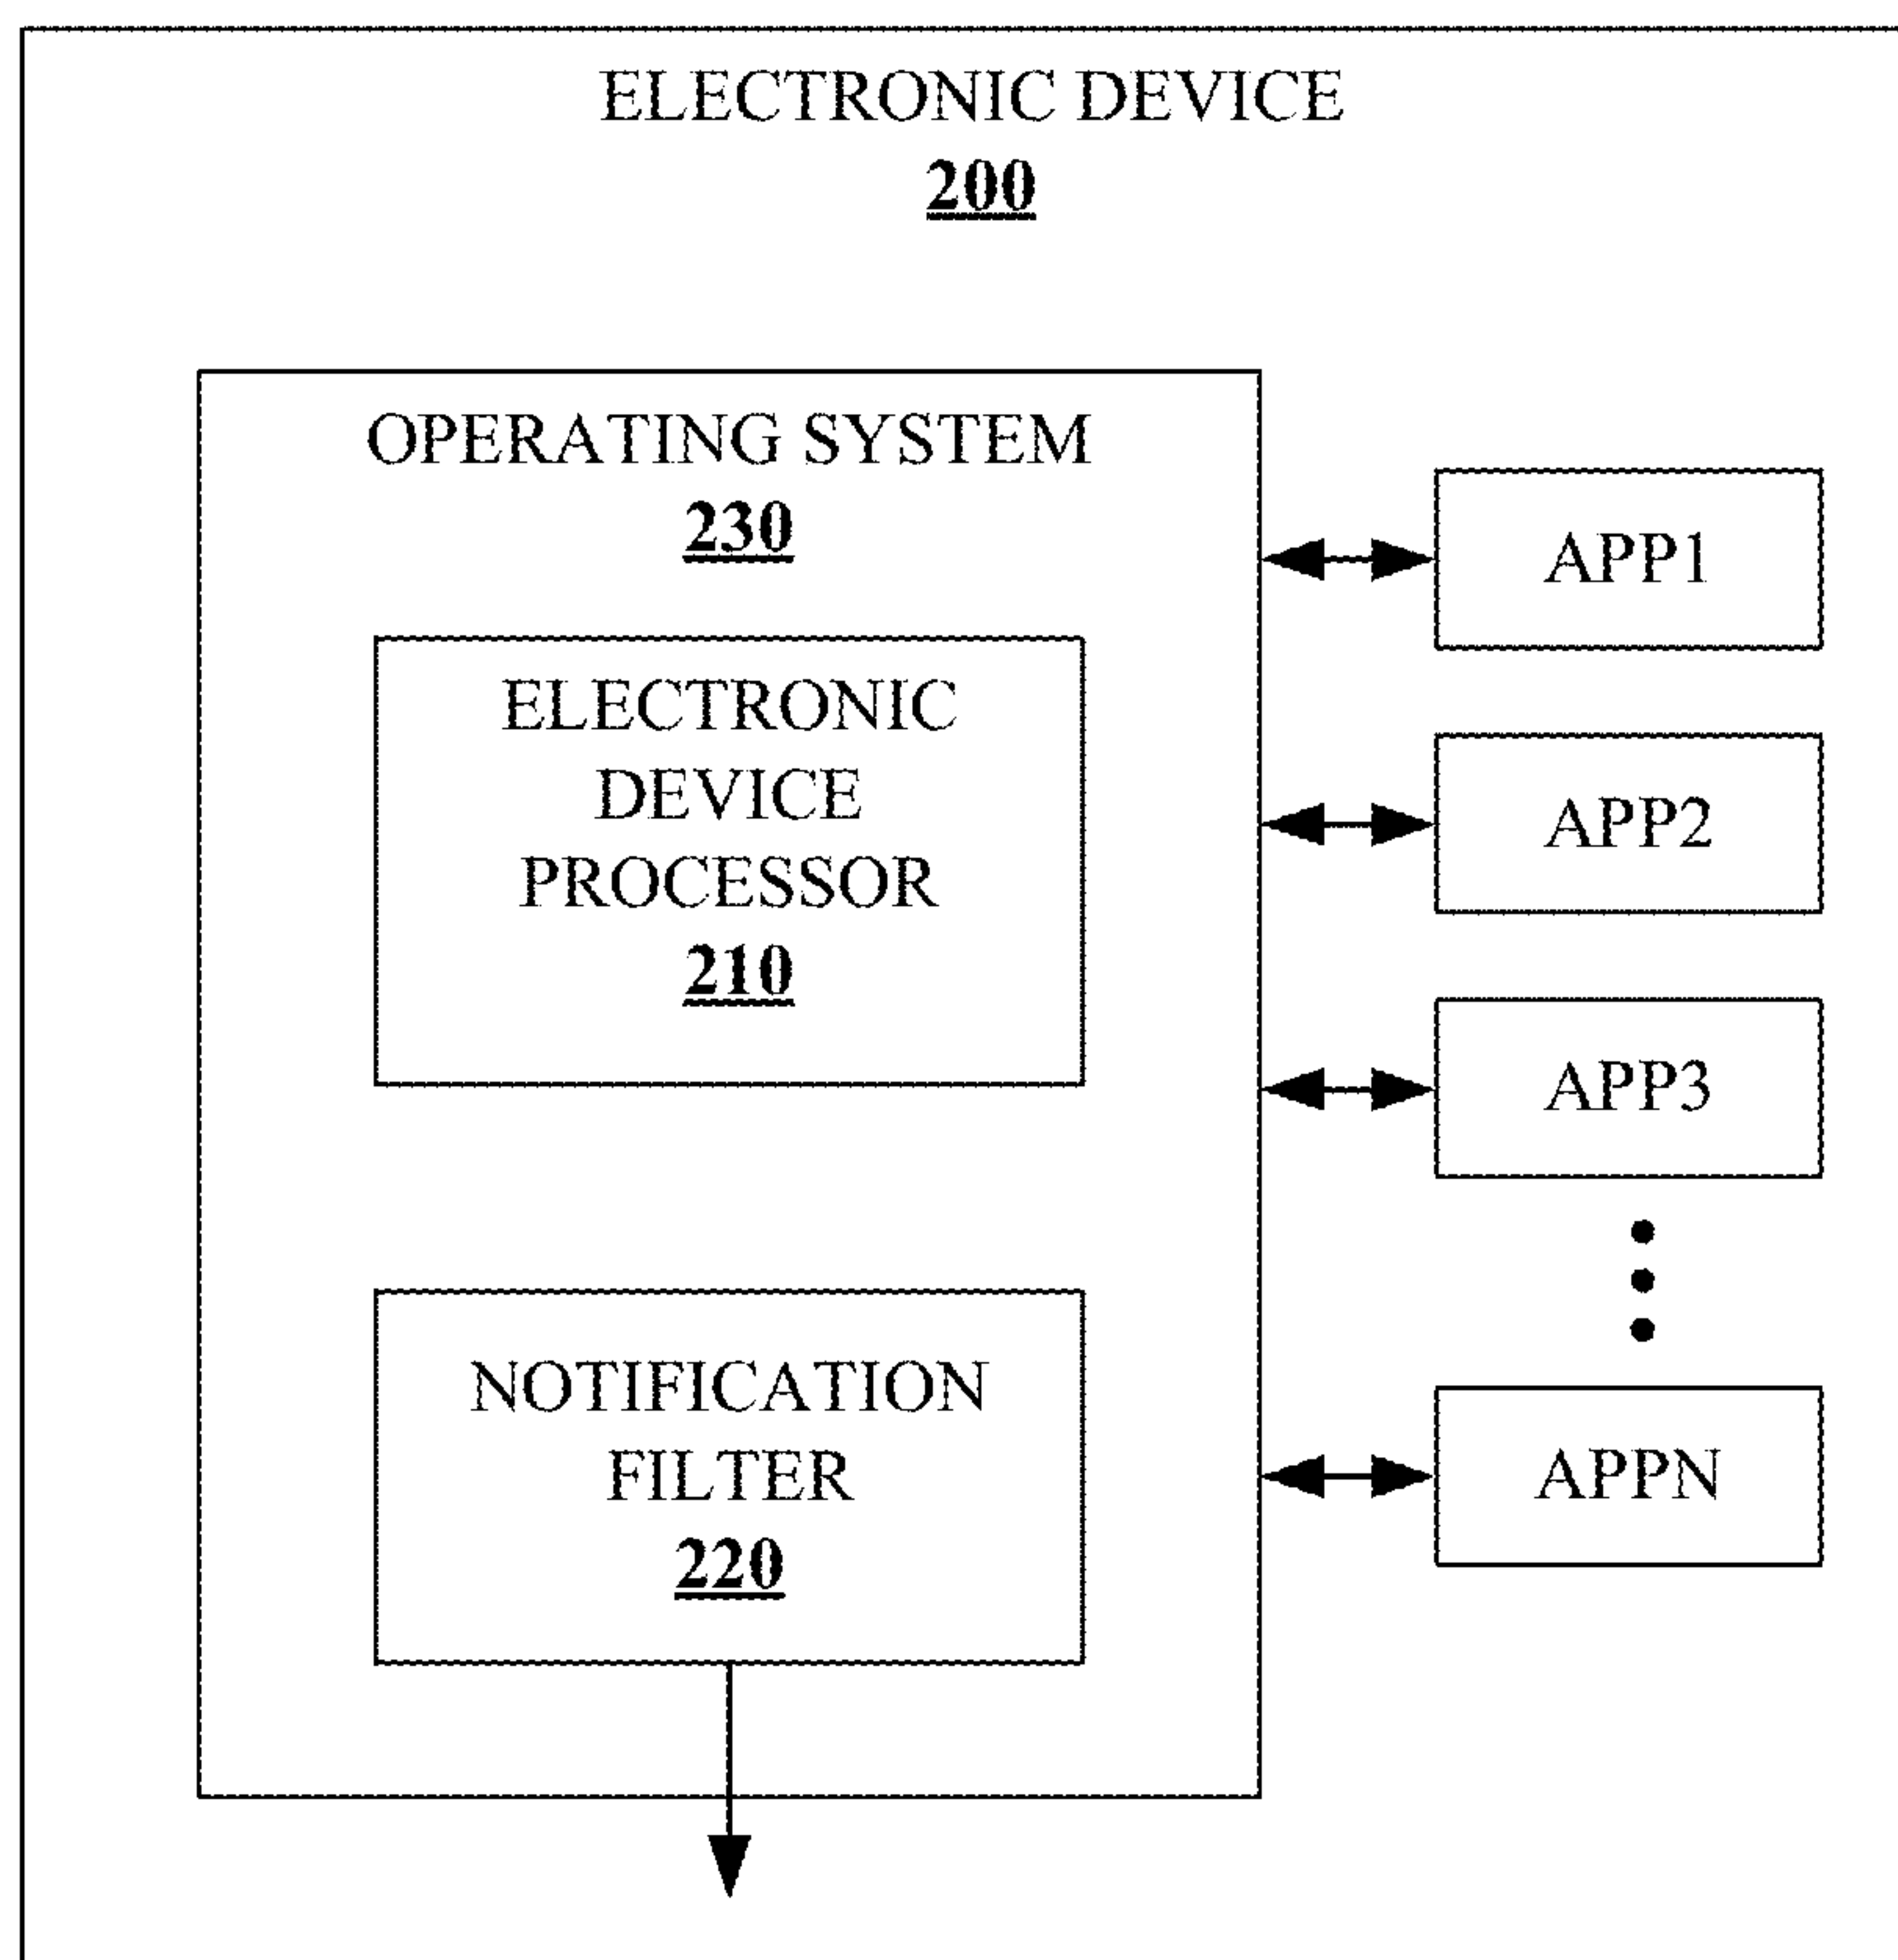 ELECTRONIC DEVICE
200
OPERATING SYSTEM
230
ELECTRONIC
DEVICE
PROCESSOR
210
NOTIFICATION
FILTER
220
APP1
APP2
APP3
APPN